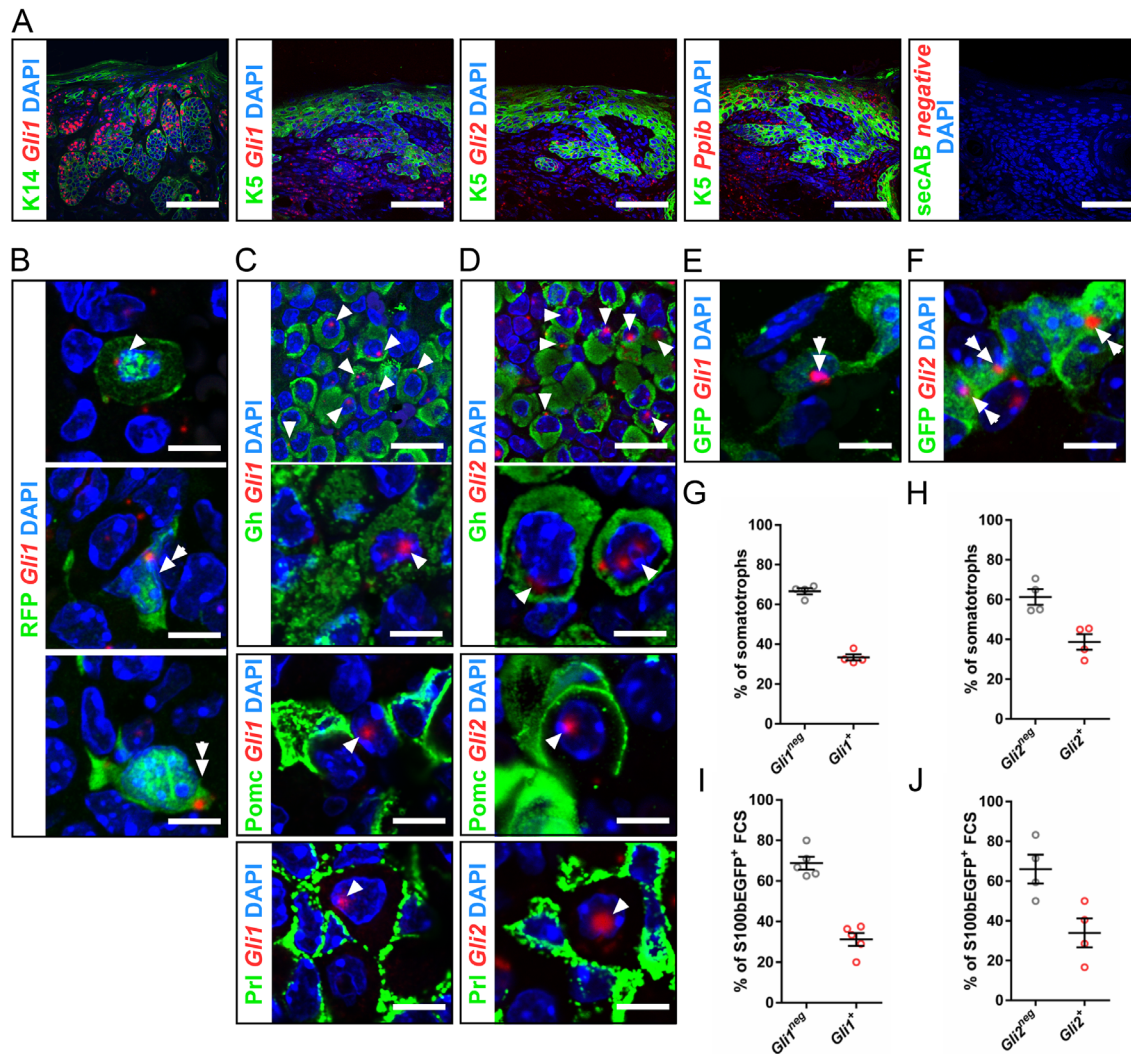 A
K14 Gli1 DAPI
K5 Gli1 DAPI
K5 Gli2 DAPI
K5 Ppib DAPI
secAB negative
DAPI
B
C
D
E
F
RFP Gli1 DAPI
Gh Gli1 DAPI
Gh Gli2 DAPI
GFP Gli1 DAPI
GFP Gli2 DAPI
Pomc Gli1 DAPI
Pomc Gli2 DAPI
Prl Gli1 DAPI
Prl Gli2 DAPI
G
% of somatotrophs
100
80
60
40
20
0
Gli1neg
Gli1+
H
% of somatotrophs
100
80
60
40
20
0
Gli2neg
Gli2+
I
% of S100bEGFP+ FCS
100
80
60
40
20
0
Gli1neg
Gli1+
J
% of S100bEGFP+ FCS
100
80
60
40
20
0
Gli2neg
Gli2+